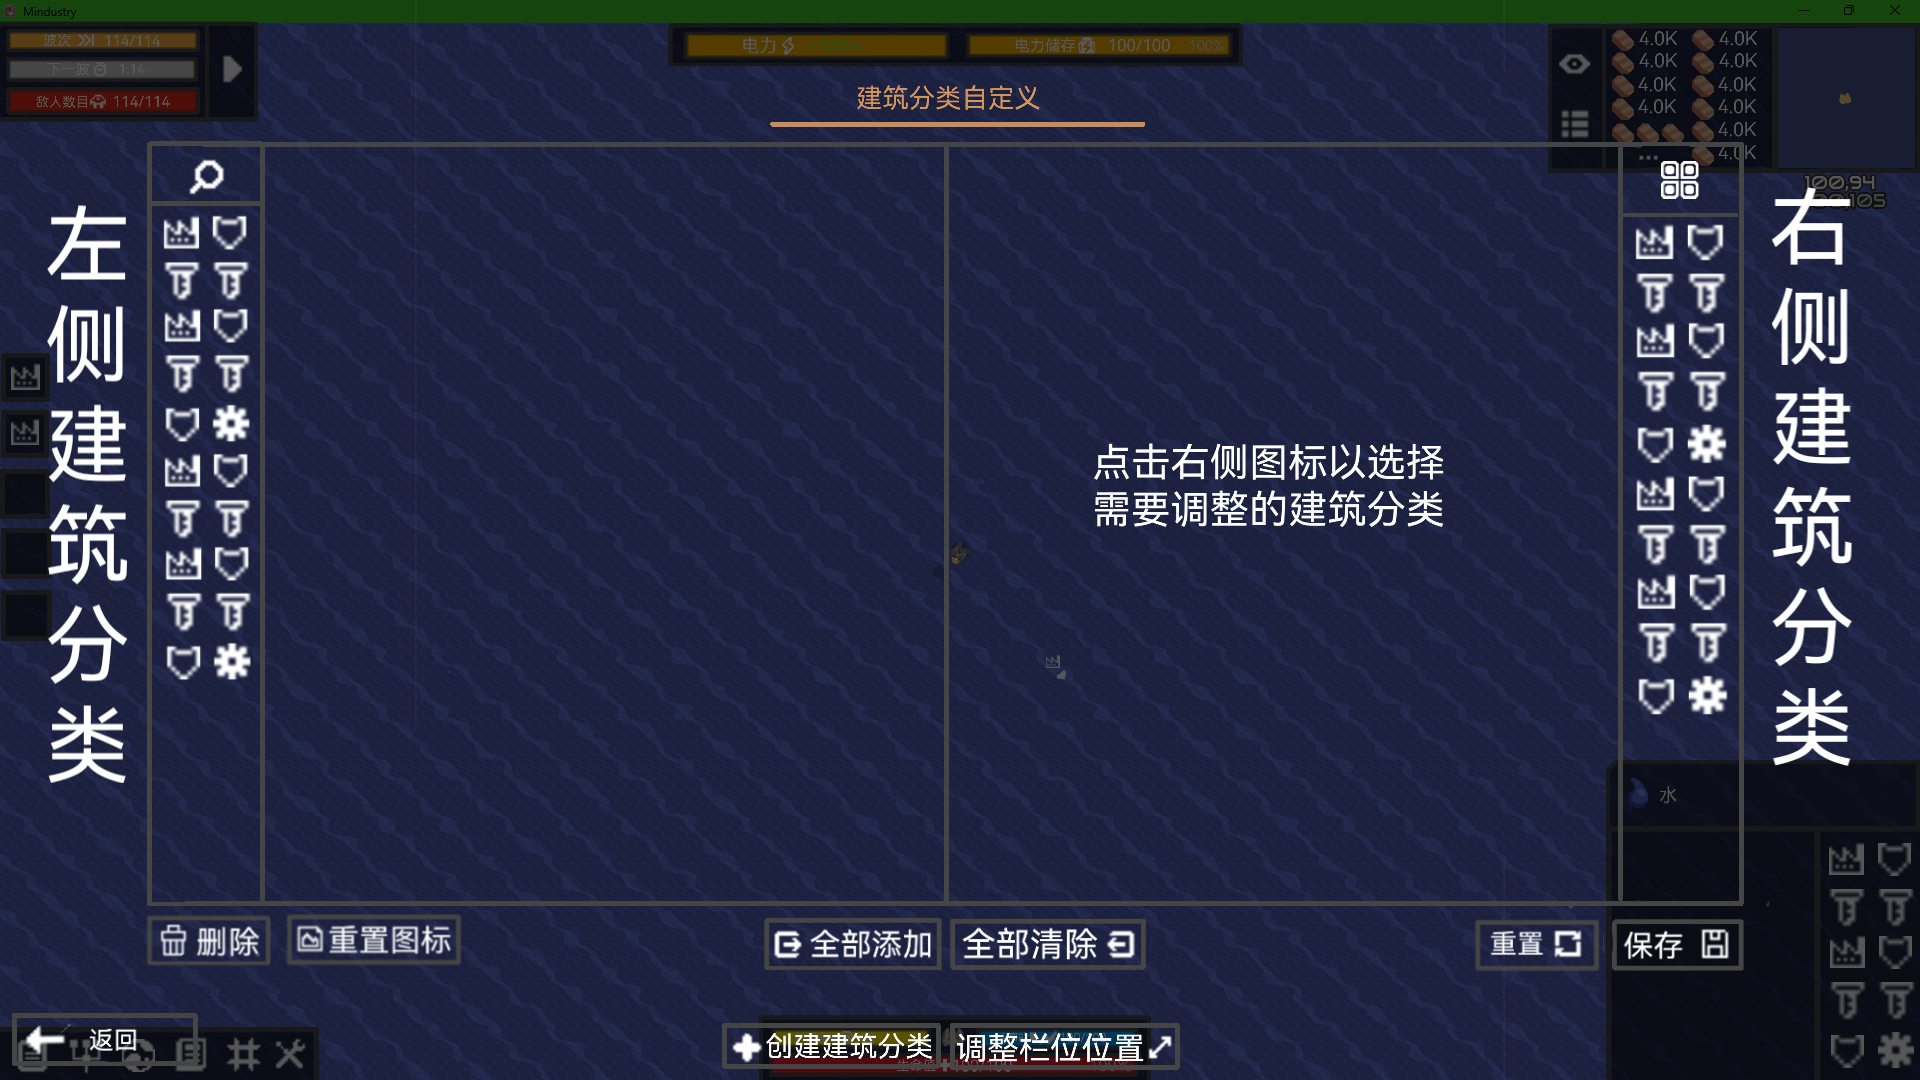 Mindustry
波次 114/114
下一波 1:14
敌人数目 114/114
电力
电力储存 100/100 100%
4.0K 4.0K
4.0K 4.0K
4.0K 4.0K
4.0K 4.0K
4.0K
... 4.0K
100,94
建筑分类自定义
左侧建筑分类
点击右侧图标以选择
需要调整的建筑分类
右侧建筑分类
水
删除
重置图标
全部添加
全部清除
重置
保存
返回
创建建筑分类
调整栏位位置